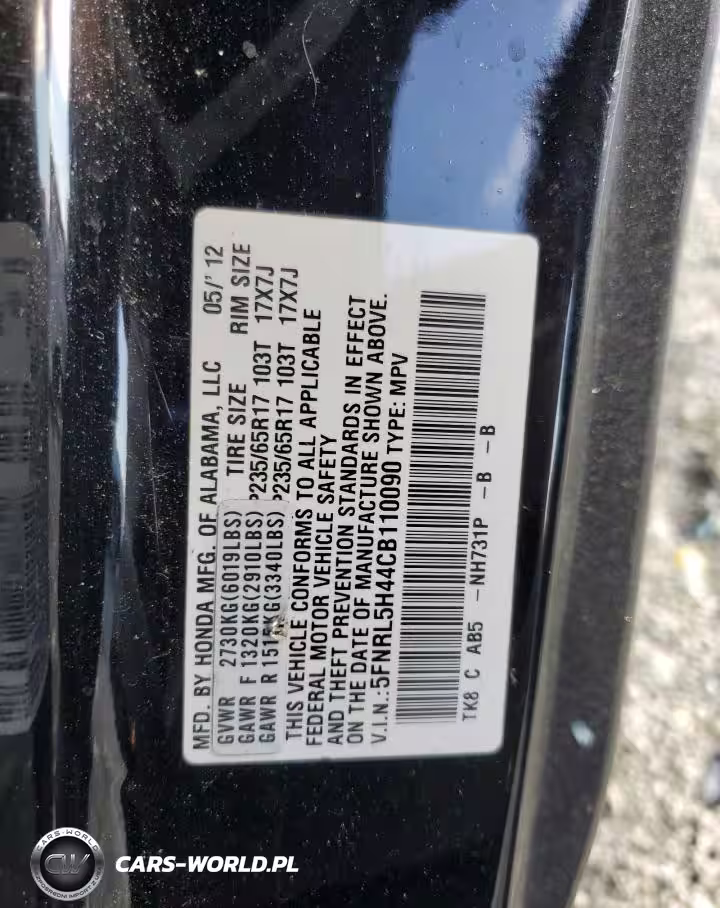 MFD. BY HONDA MFG. OF ALABAMA, LLC 05/' 12
TIRE SIZE RIM SIZE
GVWR 2730KG(6019LBS)
GAWR F 1320KG(2910LBS) P235/65R17 103T 17X7J
GAWR R 1515KG(3340LBS) P235/65R17 103T 17X7J
THIS VEHICLE CONFORMS TO ALL APPLICABLE
FEDERAL MOTOR VEHICLE SAFETY
AND THEFT PREVENTION STANDARDS IN EFFECT
ON THE DATE OF MANUFACTURE SHOWN ABOVE.
V.I.N.:5FNRL5H44CB110090 TYPE: MPV
TK8 C AB5 -NH731P -B -B
CARS-WORLD
CW
CARS-WORLD.PL